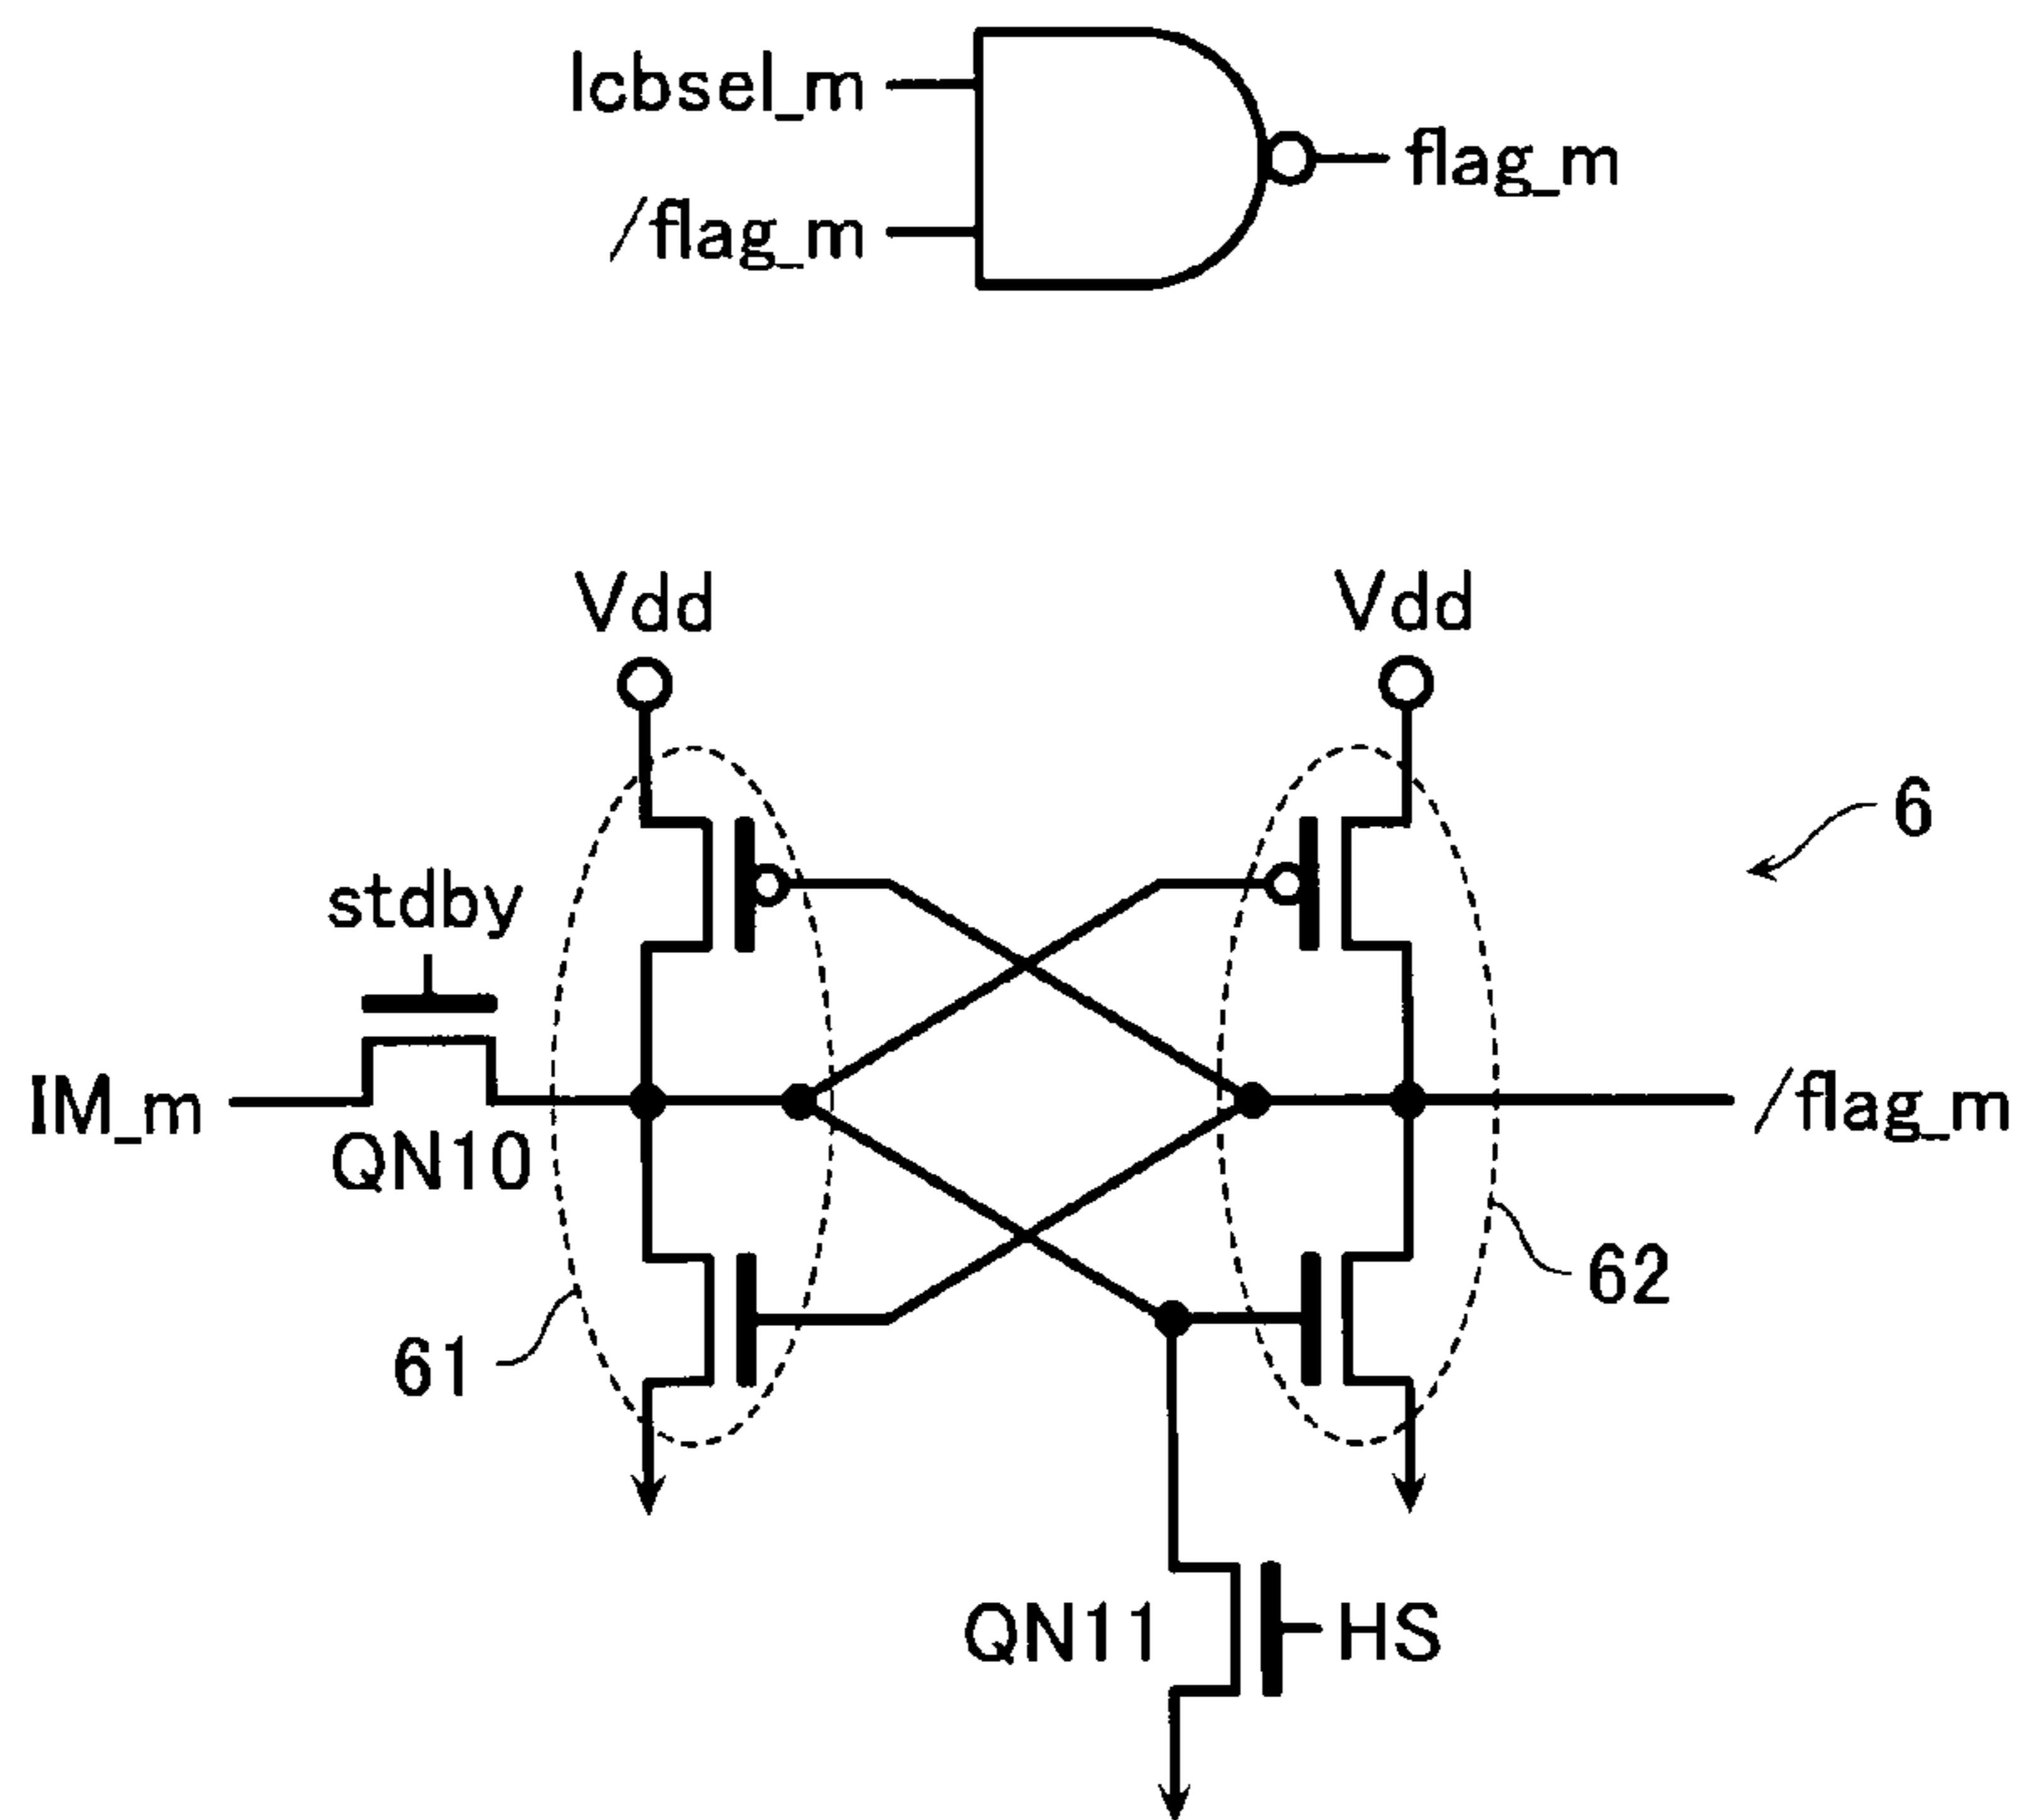 lcbsel_m
flag_m
/flag_m
Vdd
Vdd
6
stdby
IM_m
QN10
/flag_m
62
61
QN11
HS